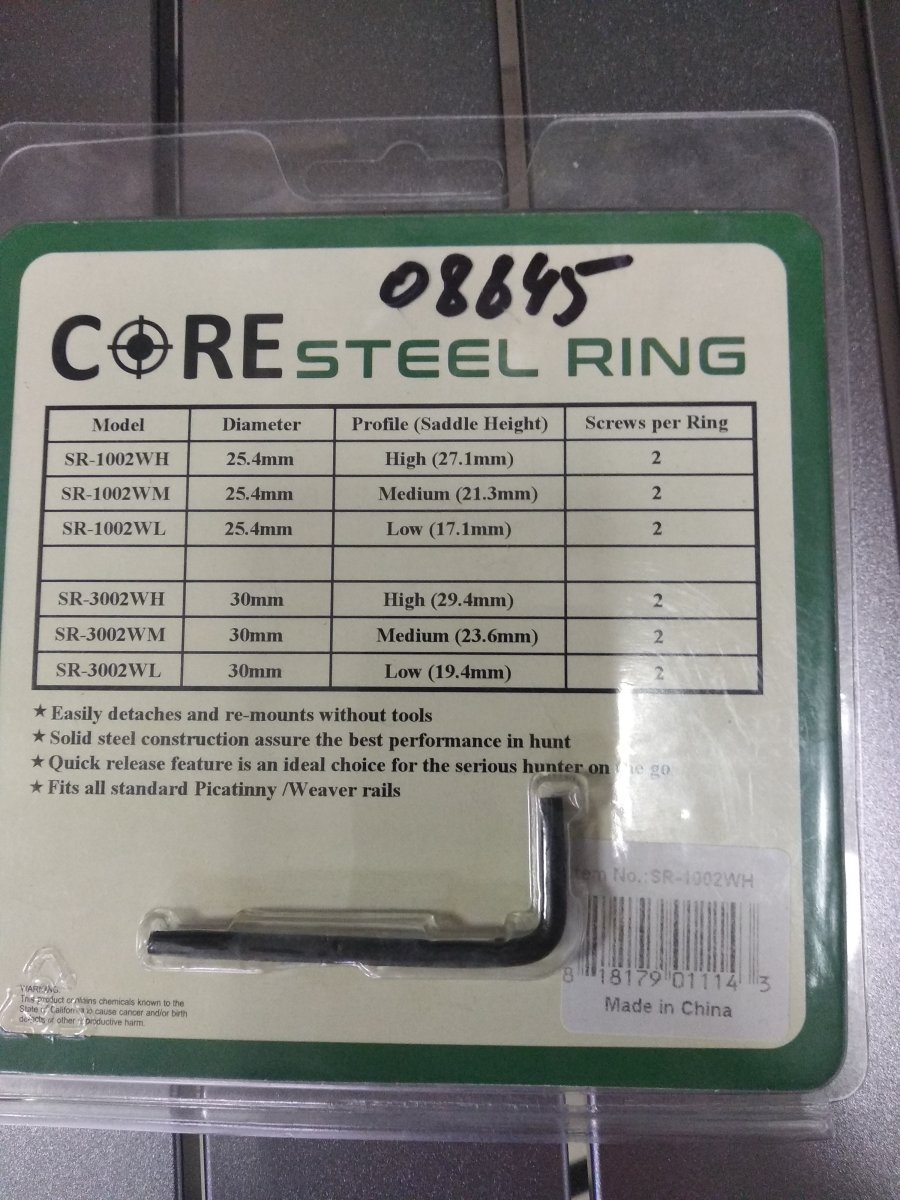 08645
CORE STEEL RING
Model Diameter Profile (Saddle Height) Screws per Ring
SR-1002WH 25.4mm High (27.1mm) 2
SR-1002WM 25.4mm Medium (21.3mm) 2
SR-1002WL 25.4mm Low (17.1mm) 2
SR-3002WH 30mm High (29.4mm) 2
SR-3002WM 30mm Medium (23.6mm) 2
SR-3002WL 30mm Low (19.4mm) 2
★ Easily detaches and re-mounts without tools
★ Solid steel construction assure the best performance in hunt
★ Quick release feature is an ideal choice for the serious hunter on the go
★ Fits all standard Picatinny /Weaver rails
Item No.:SR-1002WH
8 18179 01114 3
Made in China
WARNING:
This product contains chemicals known to the
State of California to cause cancer and/or birth
defects or other reproductive harm.